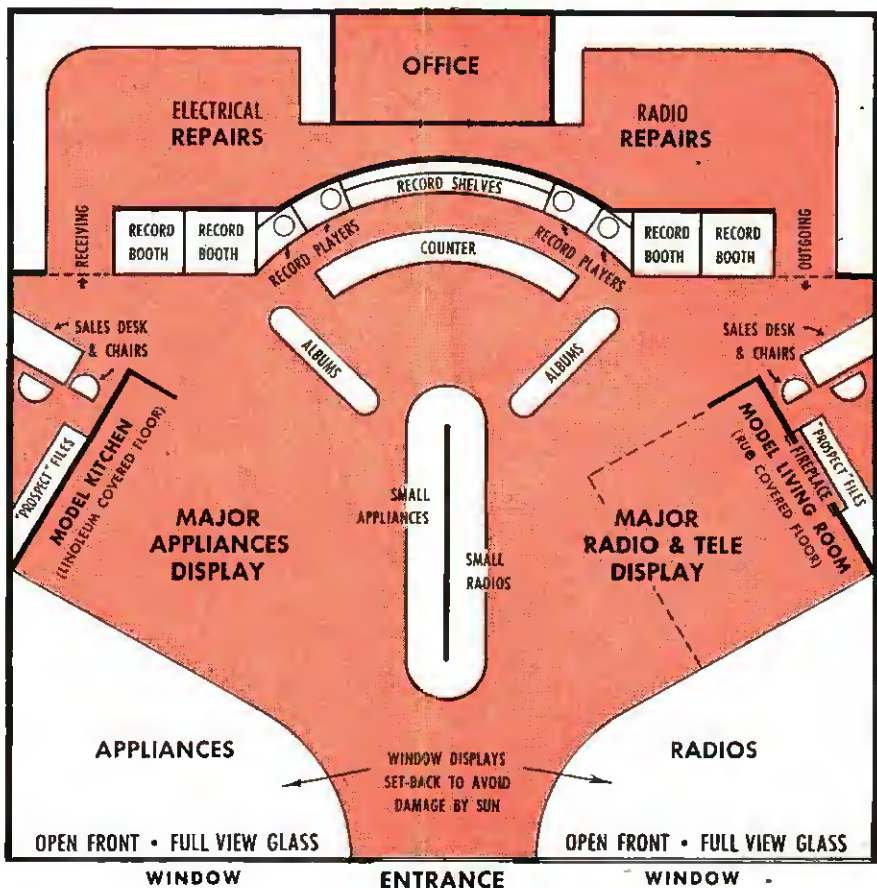 OFFICE
ELECTRICAL
REPAIRS
RADIO
REPAIRS
RECORD SHELVES
RECEIVING
RECORD
BOOTH
RECORD
BOOTH
RECORD PLAYERS
COUNTER
RECORD PLAYERS
RECORD
BOOTH
RECORD
BOOTH
OUTGOING
SALES DESK
& CHAIRS
ALBUMS
ALBUMS
SALES DESK
& CHAIRS
"PROSPECT" FILES
MODEL KITCHEN
(LINOLEUM COVERED FLOOR)
MAJOR
APPLIANCES
DISPLAY
SMALL
APPLIANCES
SMALL
RADIOS
MAJOR
RADIO & TELE
DISPLAY
MODEL LIVING ROOM
(RUG COVERED FLOOR)
FIREPLACE
"PROSPECT" FILES
APPLIANCES
WINDOW DISPLAYS
SET-BACK TO AVOID
DAMAGE BY SUN
RADIOS
OPEN FRONT • FULL VIEW GLASS
OPEN FRONT • FULL VIEW GLASS
WINDOW
ENTRANCE
WINDOW